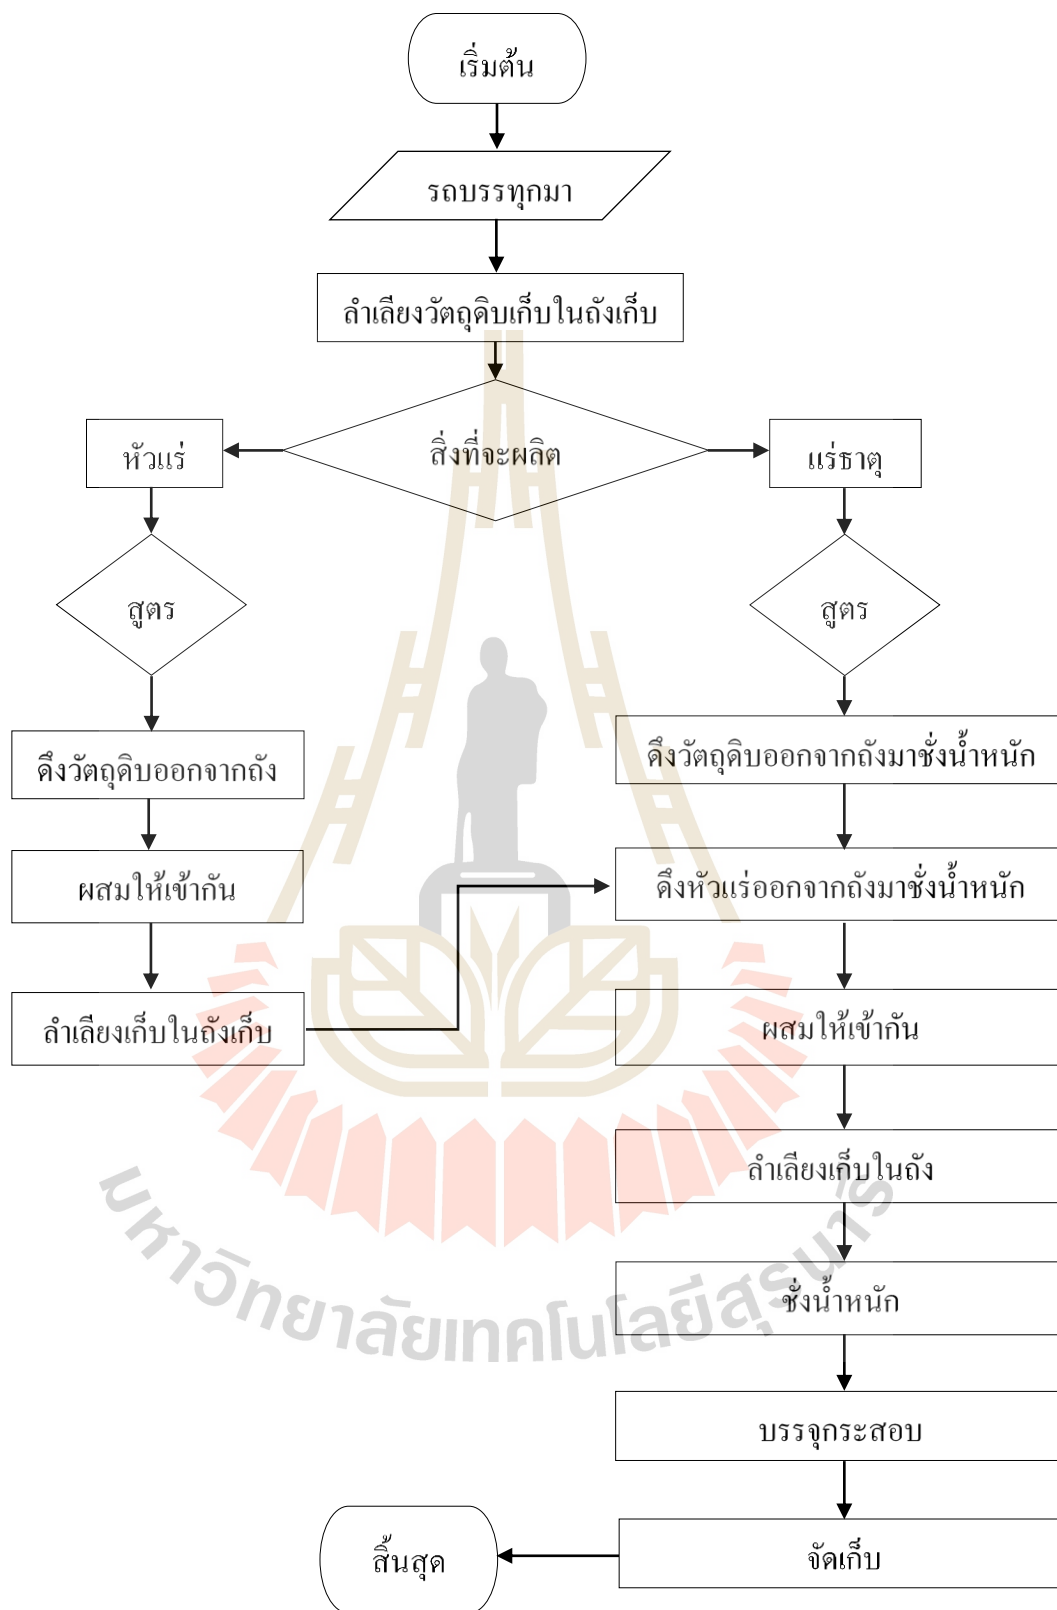 เริ่มต้น
รถบรรทุกมา
ลำเลียงวัตถุดิบเก็บในถังเก็บ
สิ่งที่จะผลิต
หัวแร่
แร่ธาตุ
สูตร
สูตร
ดึงวัตถุดิบออกจากถัง
ดึงวัตถุดิบออกจากถังมาชั่งน้ำหนัก
ผสมให้เข้ากัน
ดึงหัวแร่ออกจากถังมาชั่งน้ำหนัก
ลำเลียงเก็บในถังเก็บ
ผสมให้เข้ากัน
ลำเลียงเก็บในถัง
ชั่งน้ำหนัก
บรรจุกระสอบ
จัดเก็บ
สิ้นสุด
มหาวิทยาลัยเทคโนโลยีสุรนารี